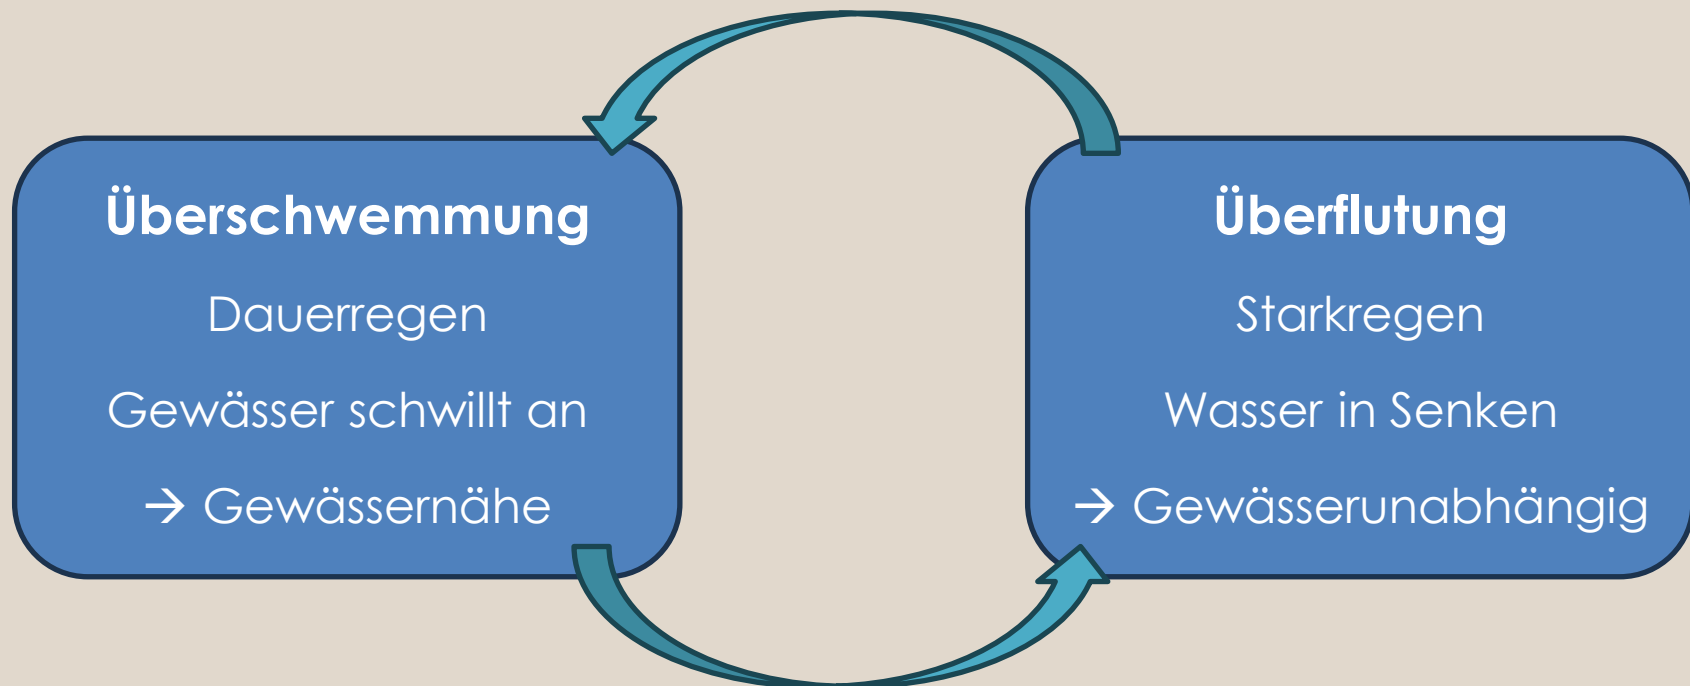 Überschwemmung
Dauerregen
Gewässer schwillt an
→ Gewässernähe
Überflutung
Starkregen
Wasser in Senken
→ Gewässerunabhängig